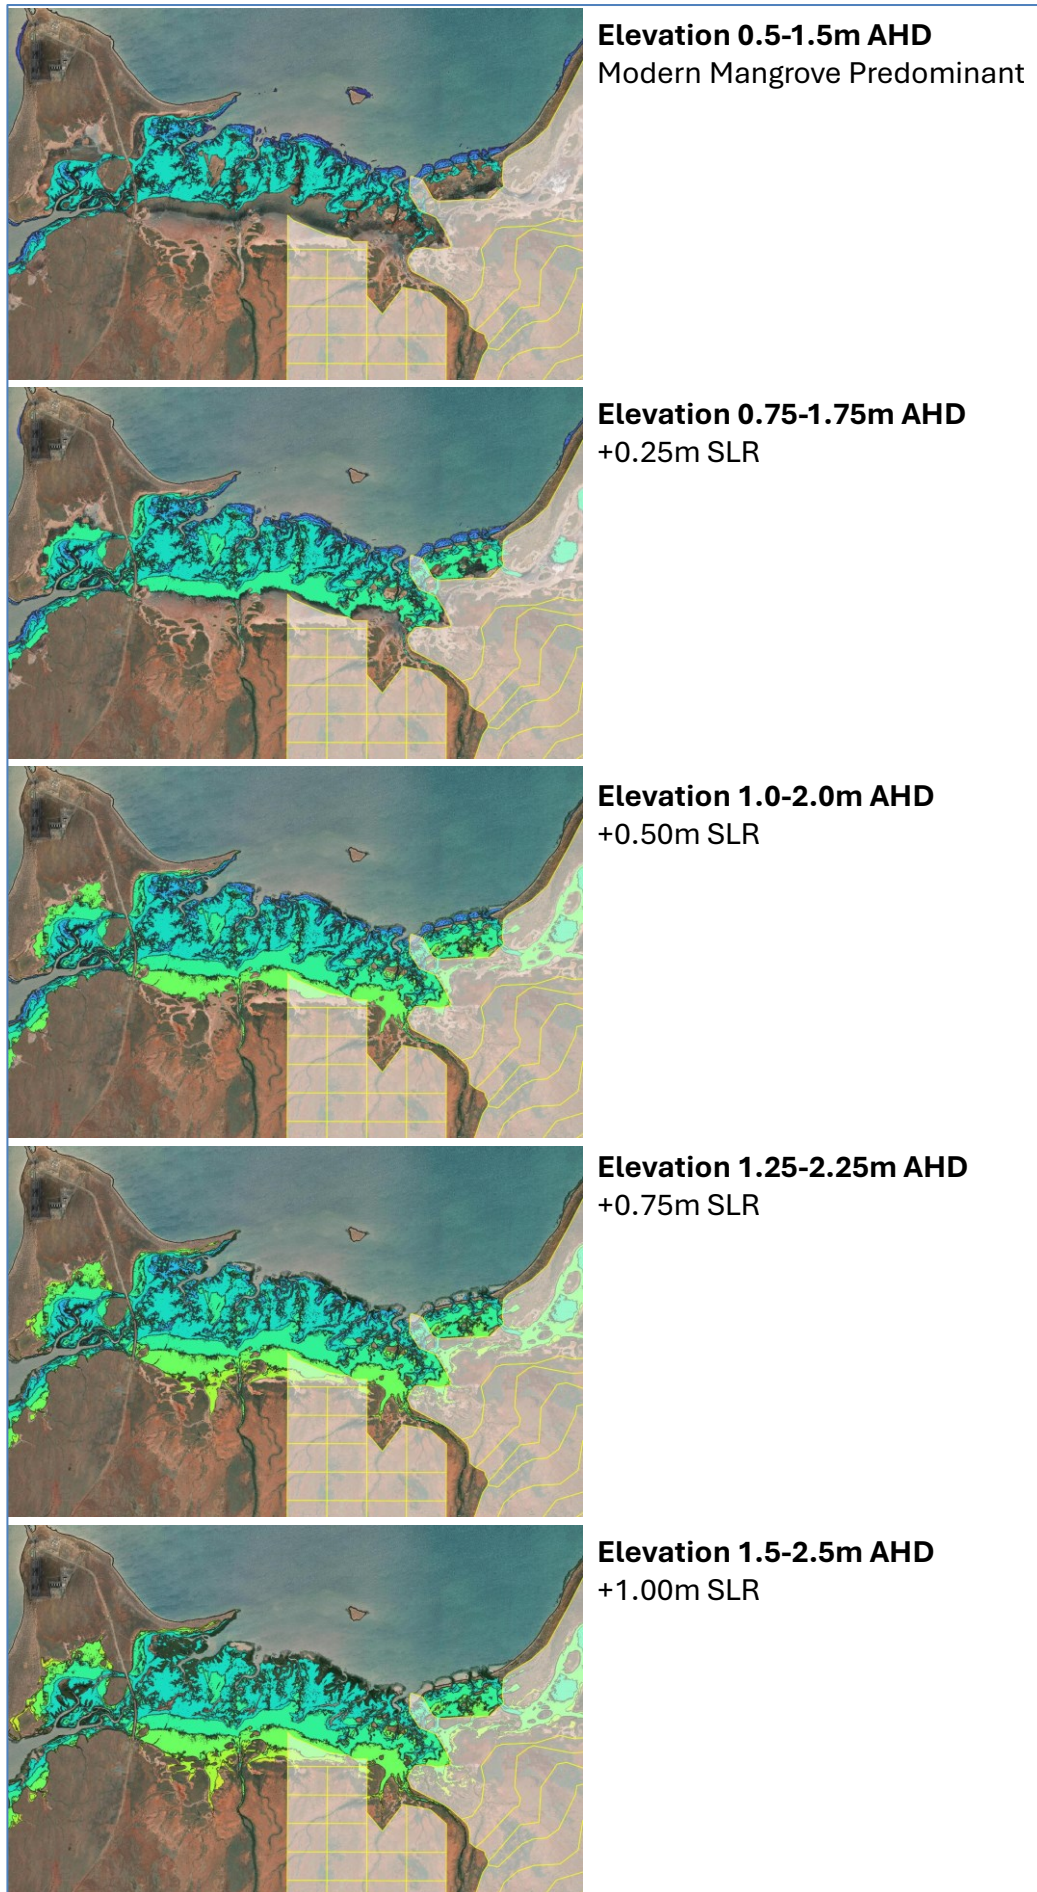 Elevation 0.5-1.5m AHD
Modern Mangrove Predominant
Elevation 0.75-1.75m AHD
+0.25m SLR
Elevation 1.0-2.0m AHD
+0.50m SLR
Elevation 1.25-2.25m AHD
+0.75m SLR
Elevation 1.5-2.5m AHD
+1.00m SLR